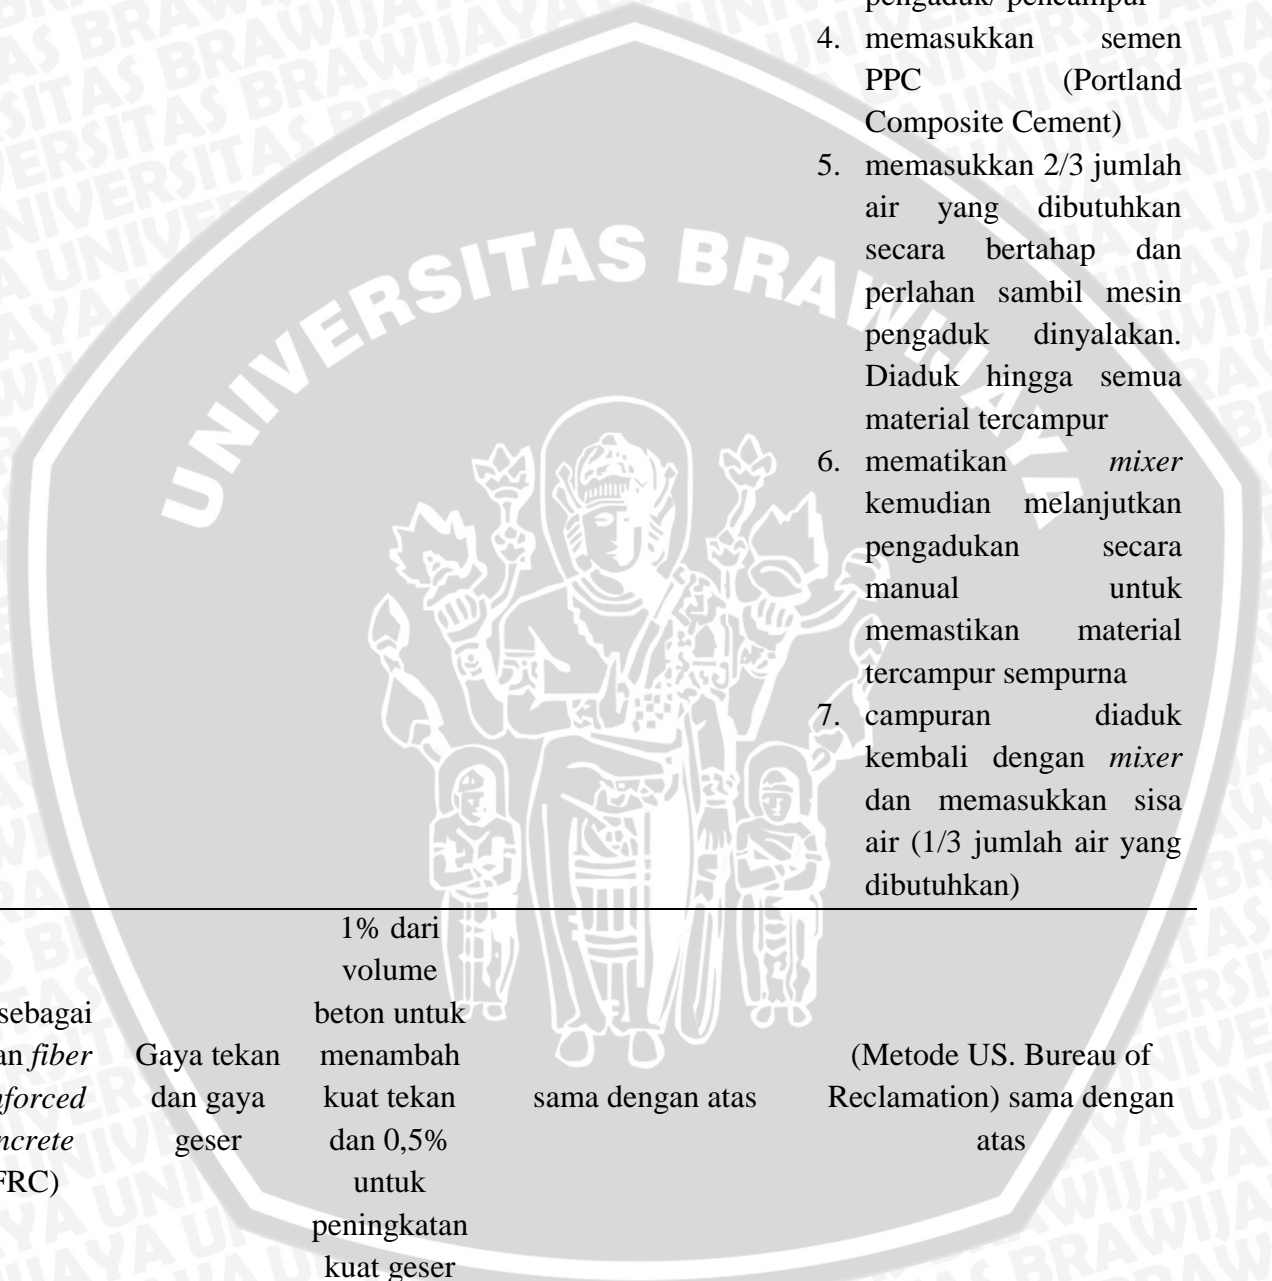 pengaduk/ pencampur
4. memasukkan semen
PPC (Portland
Composite Cement)
5. memasukkan 2/3 jumlah
air yang dibutuhkan
secara bertahap dan
perlahan sambil mesin
pengaduk dinyalakan.
Diaduk hingga semua
material tercampur
6. mematikan mixer
kemudian melanjutkan
pengadukan secara
manual untuk
memastikan material
tercampur sempurna
7. campuran diaduk
kembali dengan mixer
dan memasukkan sisa
air (1/3 jumlah air yang
dibutuhkan)
sebagai
an fiber
nforced
ncrete
FRC)
Gaya tekan
dan gaya
geser
1% dari
volume
beton untuk
menambah
kuat tekan
dan 0,5%
untuk
peningkatan
kuat geser
sama dengan atas
(Metode US. Bureau of
Reclamation) sama dengan
atas
UNIVERSITAS BRAWIJAYA